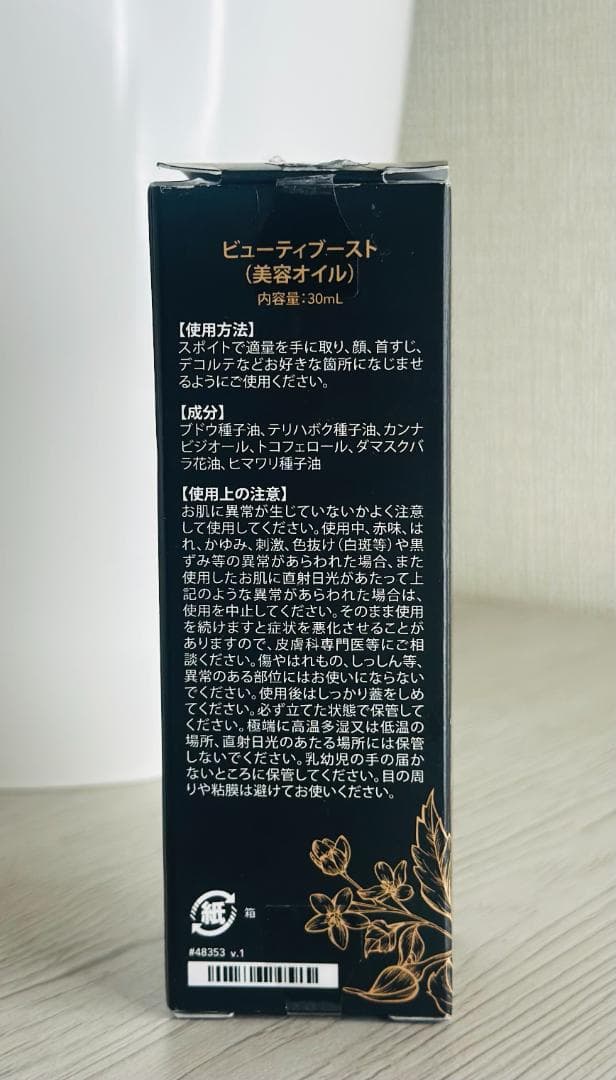 ビューティブースト
(美容オイル)
内容量:30mL
【使用方法】
スポイトで適量を手に取り、顔、首すじ、
デコルテなどお好きな箇所になじませ
るようにご使用ください。
【成分】
ブドウ種子油、テリハボク種子油、カンナ
ビジオール、トコフェロール、ダマスクバ
ラ花油、ヒマワリ種子油
【使用上の注意】
お肌に異常が生じていないかよく注意
して使用してください。使用中、赤味、は
れ、かゆみ、刺激、色抜け(白斑等)や黒
ずみ等の異常があらわれた場合、また
使用したお肌に直射日光があたって上
記のような異常があらわれた場合は、
使用を中止してください。そのまま使用
を続けますと症状を悪化させることが
ありますので、皮膚科専門医等にご相
談ください。傷やはれもの、しっしん等、
異常のある部位にはお使いにならない
でください。使用後はしっかり蓋をしめ
てください。必ず立てた状態で保管して
ください。極端に高温多湿又は低温の
場所、直射日光のあたる場所には保管
しないでください。乳幼児の手の届か
ないところに保管してください。目の周
りや粘膜は避けてお使いください。
紙 箱
#48353 v.1